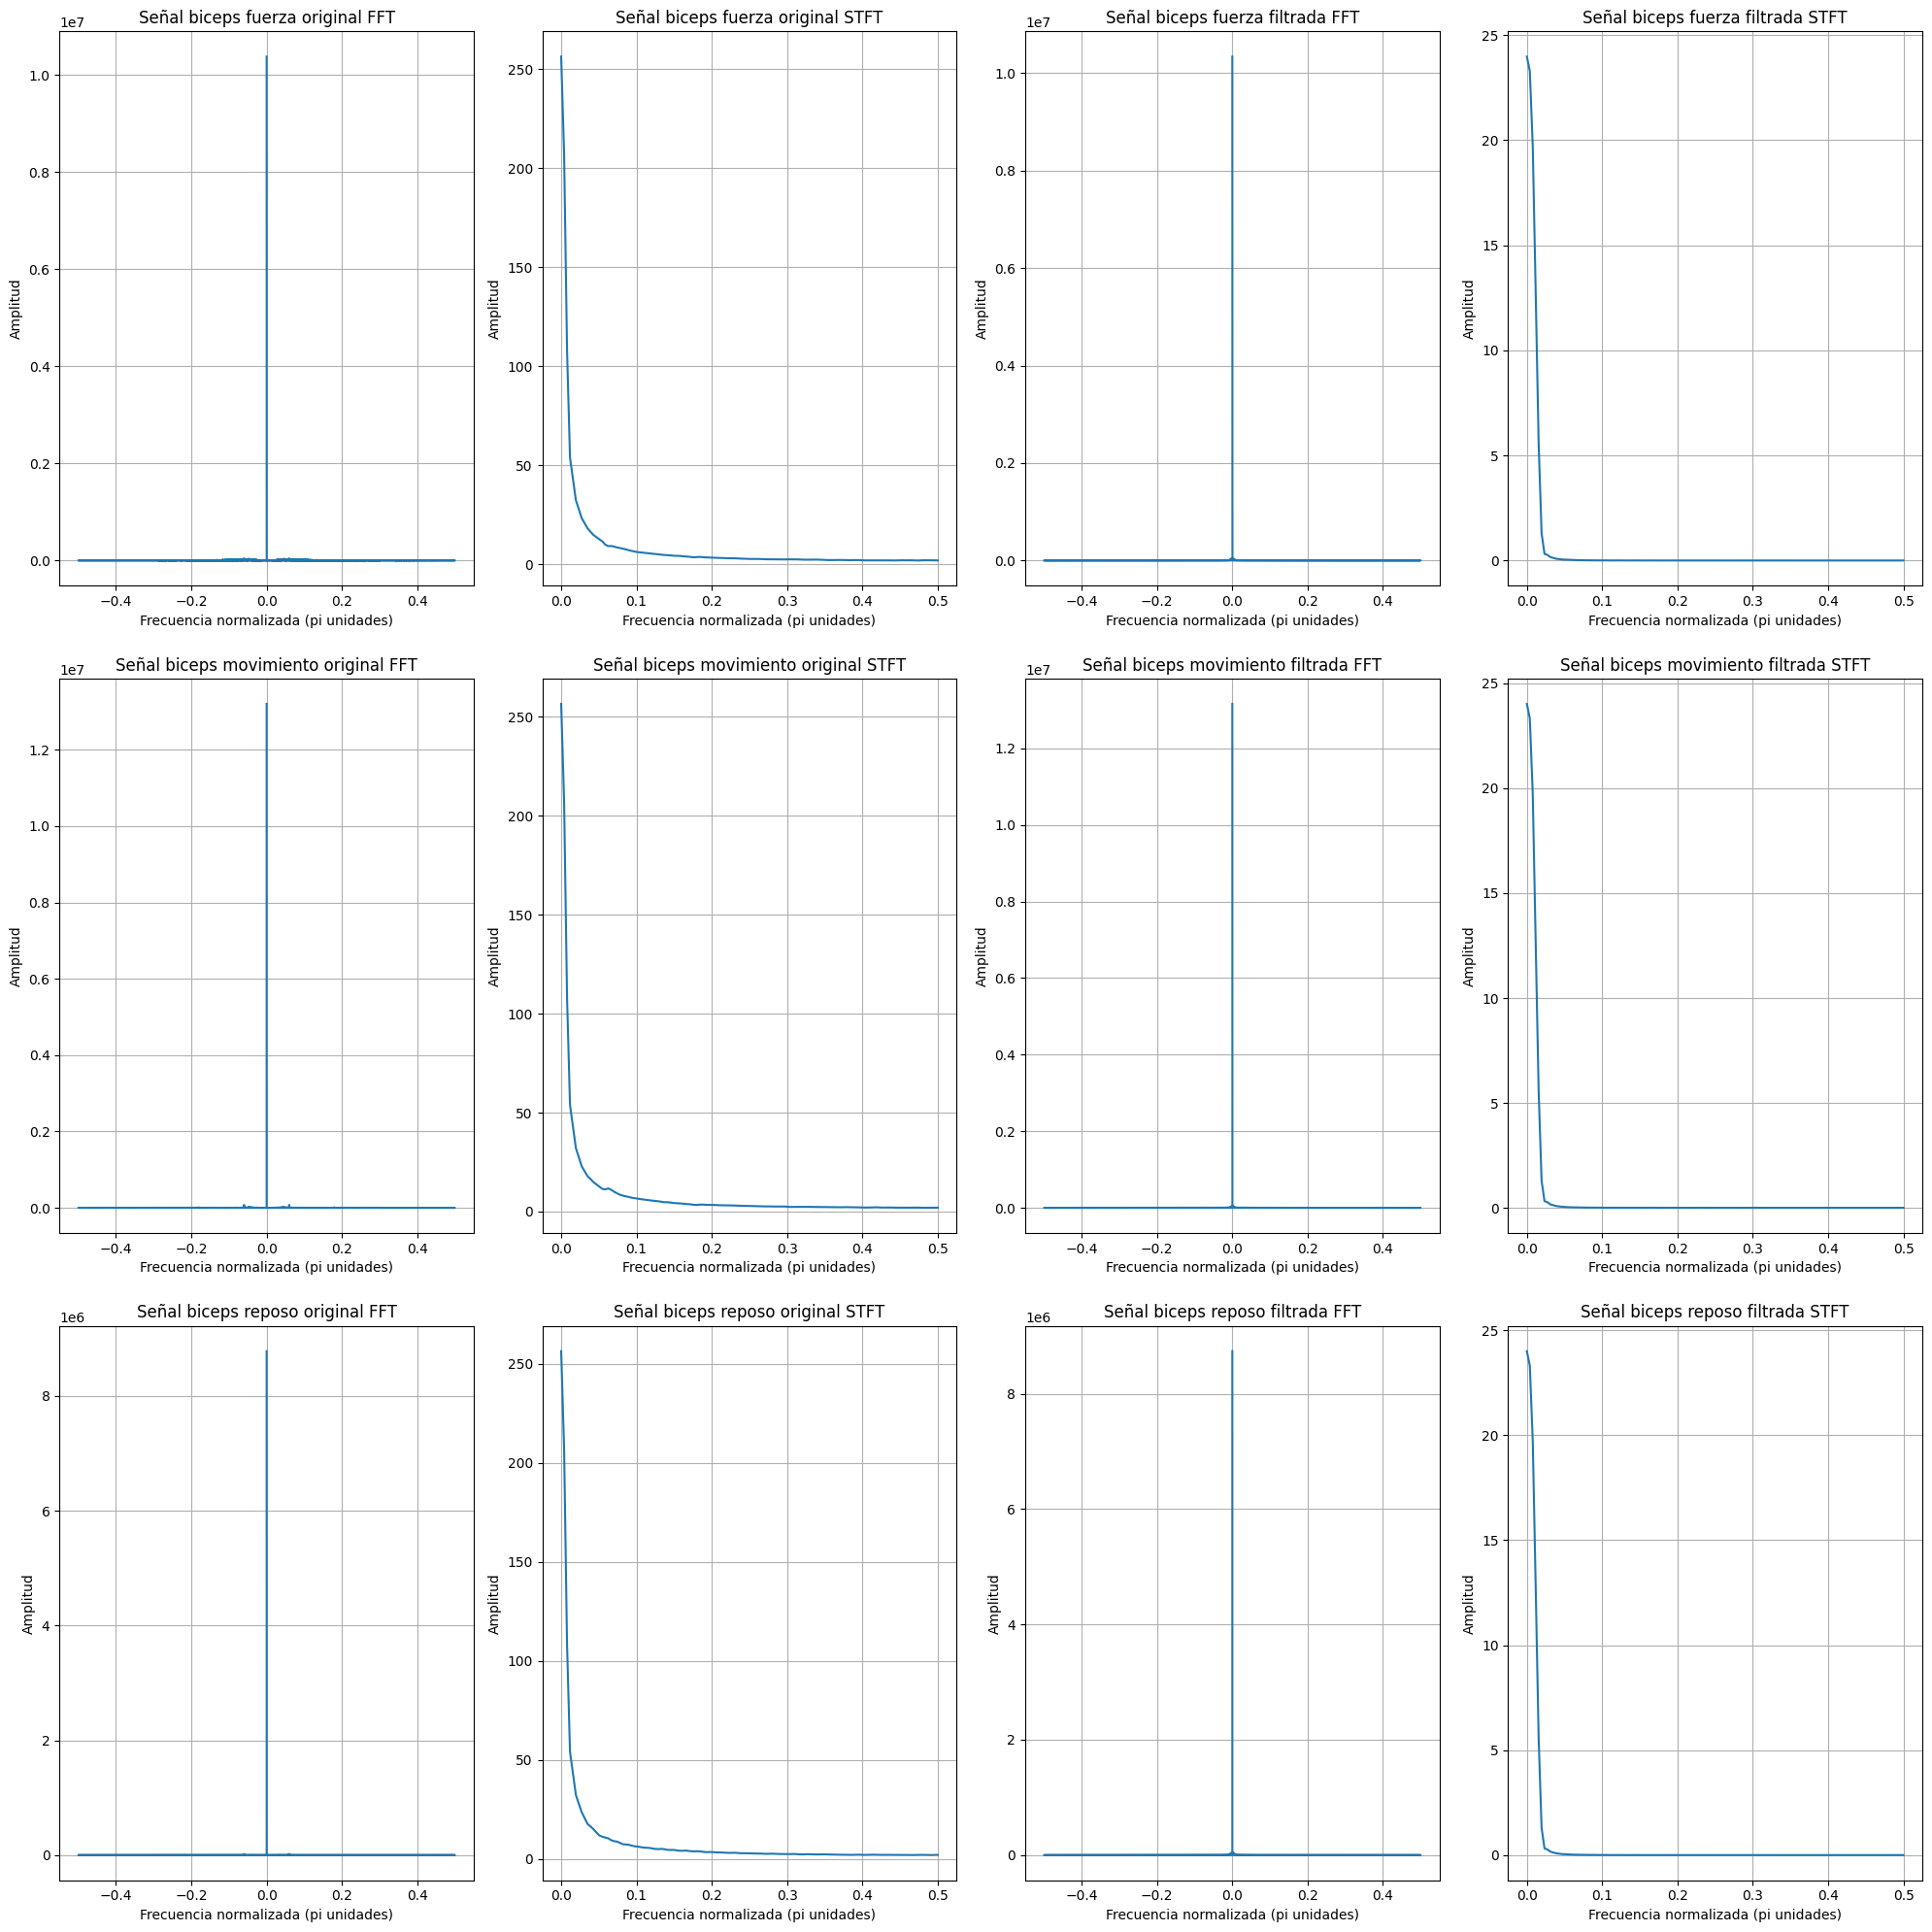 Señal biceps fuerza original FFT
1e7
1.0
0.8
0.6
0.4
0.2
0.0
Amplitud
−0.4 −0.2 0.0 0.2 0.4
Frecuencia normalizada (pi unidades)
Señal biceps fuerza original STFT
250
200
150
100
50
0
Amplitud
0.0 0.1 0.2 0.3 0.4 0.5
Frecuencia normalizada (pi unidades)
Señal biceps fuerza filtrada FFT
1e7
1.0
0.8
0.6
0.4
0.2
0.0
Amplitud
−0.4 −0.2 0.0 0.2 0.4
Frecuencia normalizada (pi unidades)
Señal biceps fuerza filtrada STFT
25
20
15
10
5
0
Amplitud
0.0 0.1 0.2 0.3 0.4 0.5
Frecuencia normalizada (pi unidades)
Señal biceps movimiento original FFT
1e7
1.2
1.0
0.8
0.6
0.4
0.2
0.0
Amplitud
−0.4 −0.2 0.0 0.2 0.4
Frecuencia normalizada (pi unidades)
Señal biceps movimiento original STFT
250
200
150
100
50
0
Amplitud
0.0 0.1 0.2 0.3 0.4 0.5
Frecuencia normalizada (pi unidades)
Señal biceps movimiento filtrada FFT
1e7
1.2
1.0
0.8
0.6
0.4
0.2
0.0
Amplitud
−0.4 −0.2 0.0 0.2 0.4
Frecuencia normalizada (pi unidades)
Señal biceps movimiento filtrada STFT
25
20
15
10
5
0
Amplitud
0.0 0.1 0.2 0.3 0.4 0.5
Frecuencia normalizada (pi unidades)
Señal biceps reposo original FFT
1e6
8
6
4
2
0
Amplitud
−0.4 −0.2 0.0 0.2 0.4
Frecuencia normalizada (pi unidades)
Señal biceps reposo original STFT
250
200
150
100
50
0
Amplitud
0.0 0.1 0.2 0.3 0.4 0.5
Frecuencia normalizada (pi unidades)
Señal biceps reposo filtrada FFT
1e6
8
6
4
2
0
Amplitud
−0.4 −0.2 0.0 0.2 0.4
Frecuencia normalizada (pi unidades)
Señal biceps reposo filtrada STFT
25
20
15
10
5
0
Amplitud
0.0 0.1 0.2 0.3 0.4 0.5
Frecuencia normalizada (pi unidades)